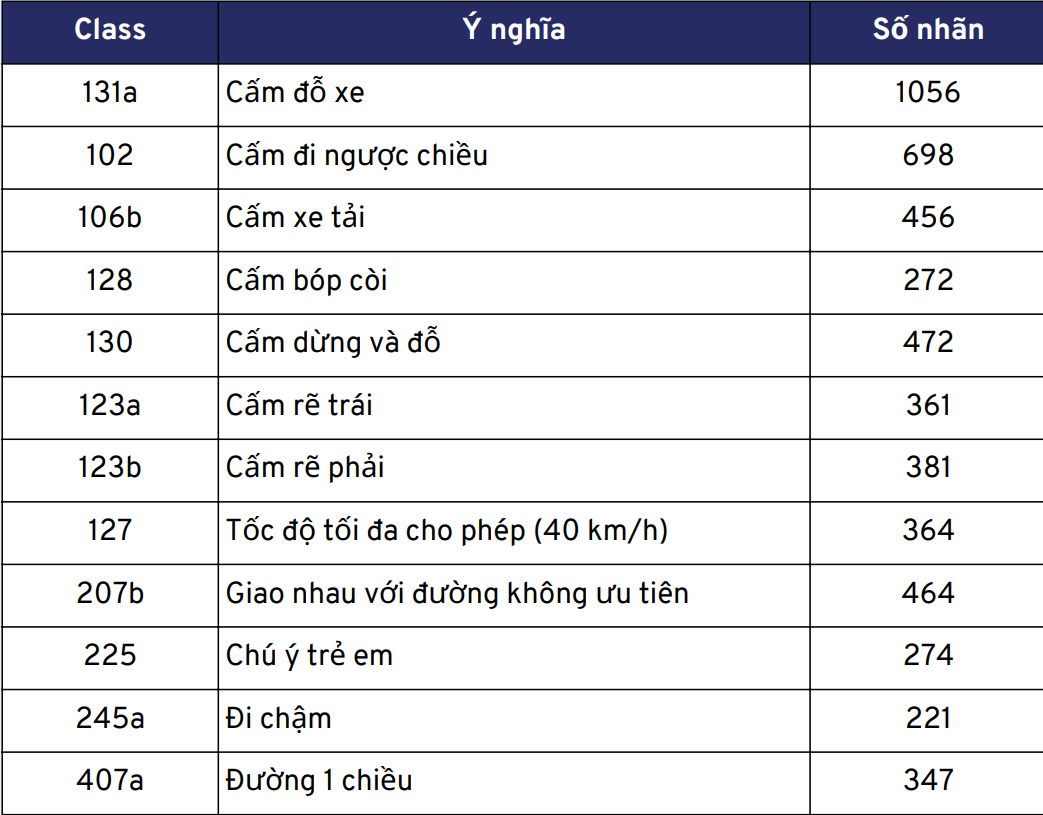 Class Ý nghĩa Số nhãn
131a Cấm đỗ xe 1056
102 Cấm đi ngược chiều 698
106b Cấm xe tải 456
128 Cấm bóp còi 272
130 Cấm dừng và đỗ 472
123a Cấm rẽ trái 361
123b Cấm rẽ phải 381
127 Tốc độ tối đa cho phép (40 km/h) 364
207b Giao nhau với đường không ưu tiên 464
225 Chú ý trẻ em 274
245a Đi chậm 221
407a Đường 1 chiều 347